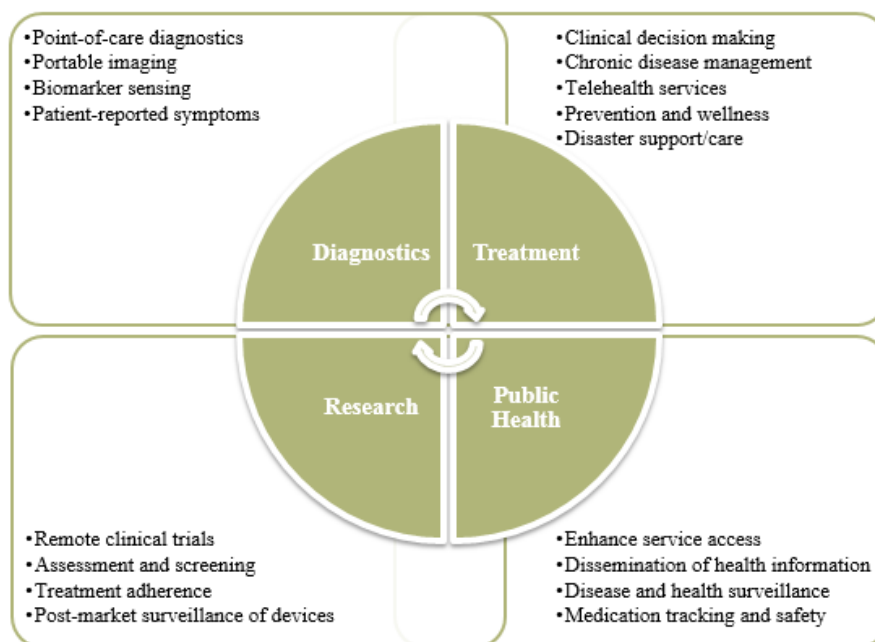 •Point-of-care diagnostics
•Portable imaging
•Biomarker sensing
•Patient-reported symptoms
•Clinical decision making
•Chronic disease management
•Telehealth services
•Prevention and wellness
•Disaster support/care
Diagnostics
Treatment
Research
Public
Health
•Remote clinical trials
•Assessment and screening
•Treatment adherence
•Post-market surveillance of devices
•Enhance service access
•Dissemination of health information
•Disease and health surveillance
•Medication tracking and safety